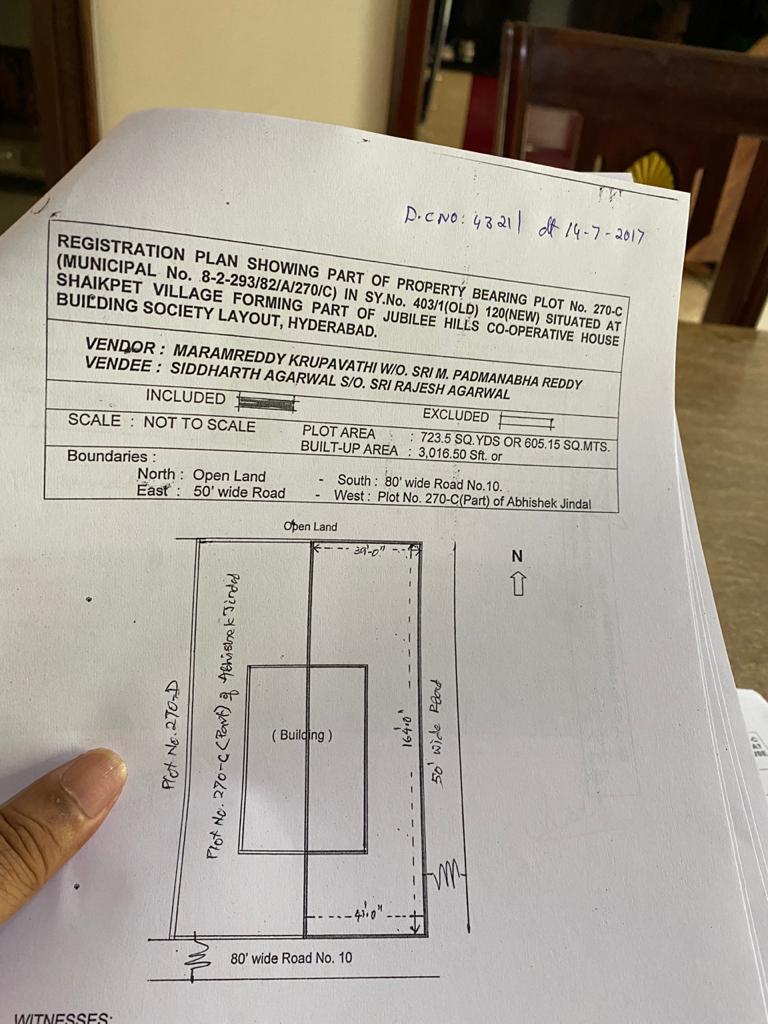 D.C NO: 4321 dt 14-7-2017
REGISTRATION PLAN SHOWING PART OF PROPERTY BEARING PLOT No. 270-C
(MUNICIPAL No. 8-2-293/82/A/270/C) IN SY.No. 403/1(OLD) 120(NEW) SITUATED AT
SHAIKPET VILLAGE FORMING PART OF JUBILEE HILLS CO-OPERATIVE HOUSE
BUILDING SOCIETY LAYOUT, HYDERABAD.
VENDOR : MARAMREDDY KRUPAVATHI W/O. SRI M. PADMANABHA REDDY
VENDEE : SIDDHARTH AGARWAL S/O. SRI RAJESH AGARWAL
INCLUDED EXCLUDED
SCALE : NOT TO SCALE PLOT AREA : 723.5 SQ.YDS OR 605.15 SQ.MTS.
BUILT-UP AREA : 3,016.50 Sft. or
Boundaries :
North : Open Land - South : 80' wide Road No.10.
East : 50' wide Road - West : Plot No. 270-C(Part) of Abhishek Jindal
Open Land
39'-0"
N
Plot No. 270-D
Plot No. 270-C (Part) of Abhishek Jindal
( Building )
164'.0"
50' wide Road
41'.0"
80' wide Road No. 10
WITNESSES: